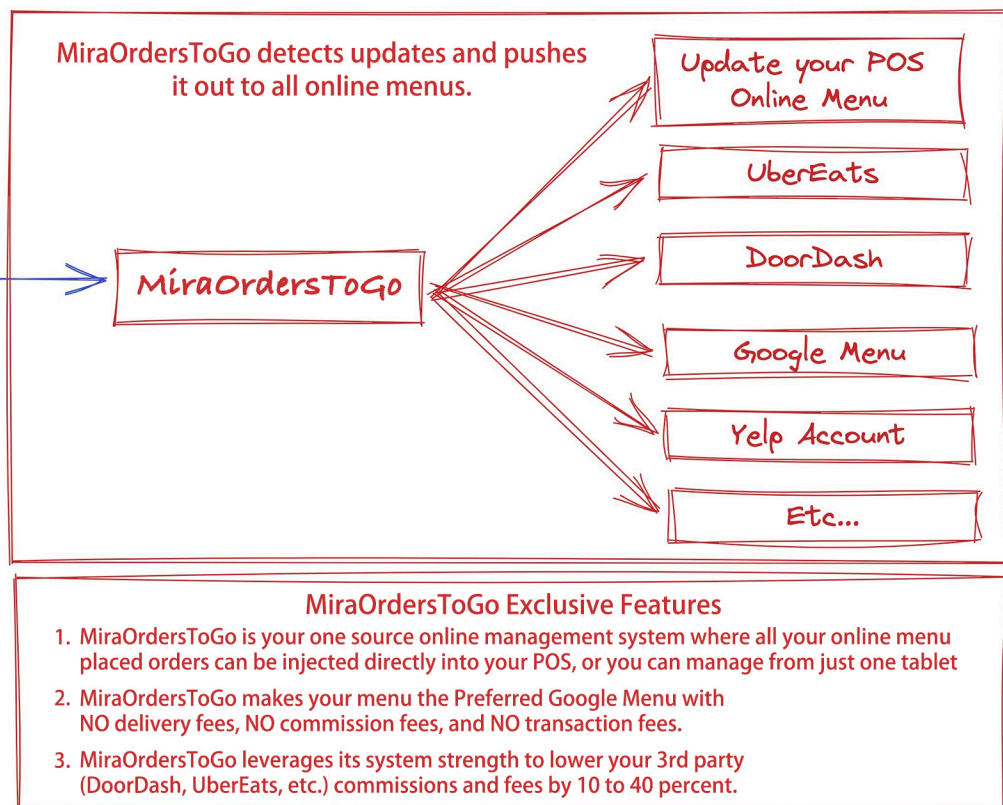 MiraOrdersToGo detects updates and pushes
it out to all online menus.
Update your POS
Online Menu
UberEats
DoorDash
MiraOrdersToGo
Google Menu
Yelp Account
Etc...
MiraOrdersToGo Exclusive Features
1. MiraOrdersToGo is your one source online management system where all your online menu
placed orders can be injected directly into your POS, or you can manage from just one tablet
2. MiraOrdersToGo makes your menu the Preferred Google Menu with
NO delivery fees, NO commission fees, and NO transaction fees.
3. MiraOrdersToGo leverages its system strength to lower your 3rd party
(DoorDash, UberEats, etc.) commissions and fees by 10 to 40 percent.